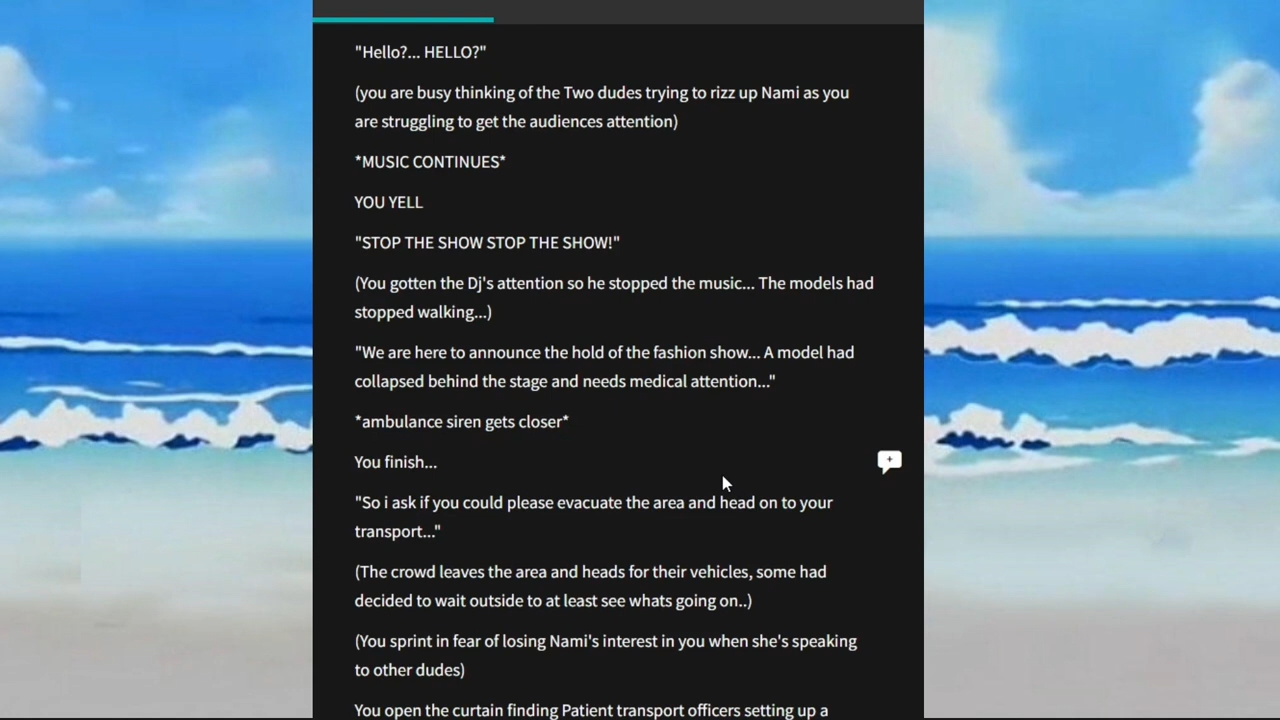 "Hello?... HELLO?"
(you are busy thinking of the Two dudes trying to rizz up Nami as you
are struggling to get the audiences attention)
*MUSIC CONTINUES*
YOU YELL
"STOP THE SHOW STOP THE SHOW!"
(You gotten the Dj's attention so he stopped the music... The models had
stopped walking...)
"We are here to announce the hold of the fashion show... A model had
collapsed behind the stage and needs medical attention..."
*ambulance siren gets closer*
You finish...
"So i ask if you could please evacuate the area and head on to your
transport..."
(The crowd leaves the area and heads for their vehicles, some had
decided to wait outside to at least see whats going on..)
(You sprint in fear of losing Nami's interest in you when she's speaking
to other dudes)
You open the curtain finding Patient transport officers setting up a